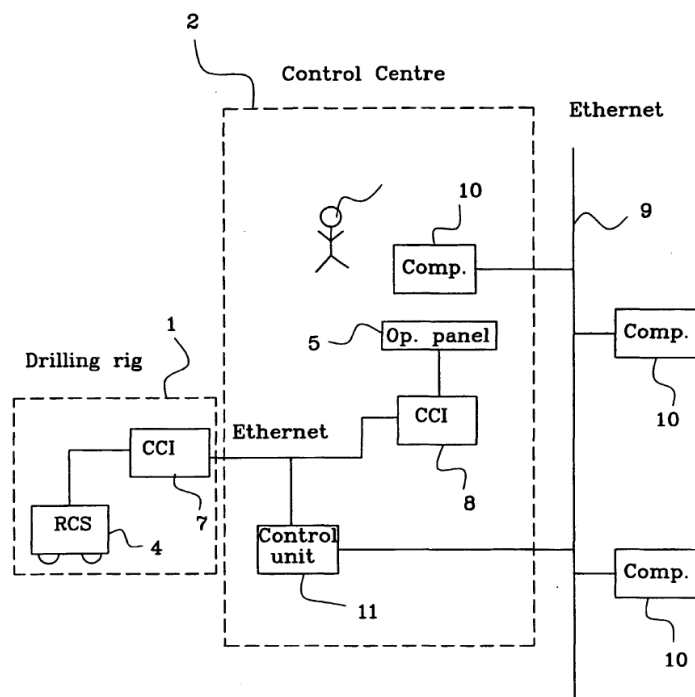 2
Control Centre
Ethernet
10
9
Comp.
1
5
Op. panel
Comp.
Drilling rig
10
Ethernet
CCI
CCI
7
8
RCS
4
Control
unit
11
Comp.
10